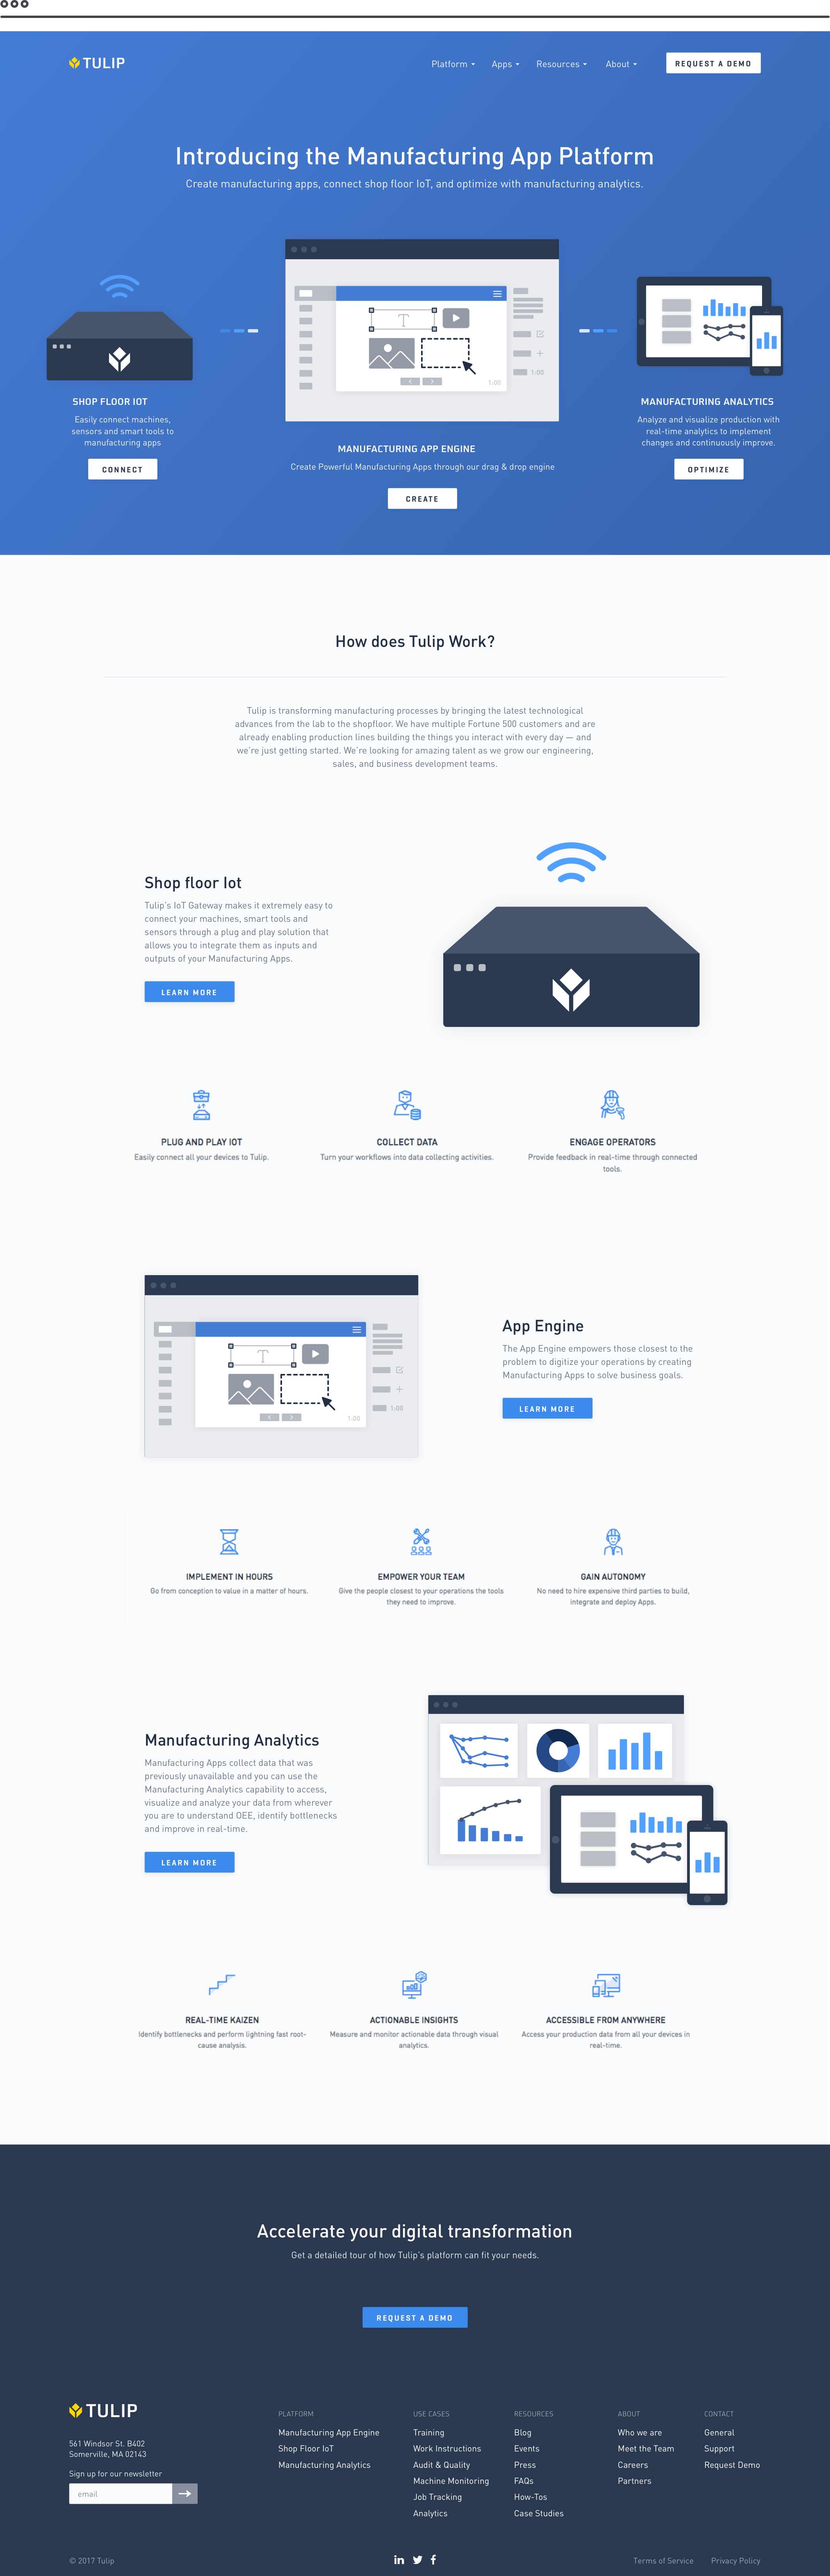 TULIP
Platform
Apps
Resources
About
REQUEST A DEMO
Introducing the Manufacturing App Platform
Create manufacturing apps, connect shop floor IoT, and optimize with manufacturing analytics.
T
1:00
1:00
SHOP FLOOR IOT
Easily connect machines,
sensors and smart tools to
manufacturing apps
CONNECT
MANUFACTURING APP ENGINE
Create Powerful Manufacturing Apps through our drag & drop engine
CREATE
MANUFACTURING ANALYTICS
Analyze and visualize production with
real-time analytics to implement
changes and continuously improve.
OPTIMIZE
How does Tulip Work?
Tulip is transforming manufacturing processes by bringing the latest technological
advances from the lab to the shopfloor. We have multiple Fortune 500 customers and are
already enabling production lines building the things you interact with every day — and
we're just getting started. We're looking for amazing talent as we grow our engineering,
sales, and business development teams.
Shop floor Iot
Tulip's IoT Gateway makes it extremely easy to
connect your machines, smart tools and
sensors through a plug and play solution that
allows you to integrate them as inputs and
outputs of your Manufacturing Apps.
LEARN MORE
PLUG AND PLAY IOT
Easily connect all your devices to Tulip.
COLLECT DATA
Turn your workflows into data collecting activities.
ENGAGE OPERATORS
Provide feedback in real-time through connected
tools.
T
1:00
1:00
App Engine
The App Engine empowers those closest to the
problem to digitize your operations by creating
Manufacturing Apps to solve business goals.
LEARN MORE
IMPLEMENT IN HOURS
Go from conception to value in a matter of hours.
EMPOWER YOUR TEAM
Give the people closest to your operations the tools
they need to improve.
GAIN AUTONOMY
No need to hire expensive third parties to build,
integrate and deploy Apps.
Manufacturing Analytics
Manufacturing Apps collect data that was
previously unavailable and you can use the
Manufacturing Analytics capability to access,
visualize and analyze your data from wherever
you are to understand OEE, identify bottlenecks
and improve in real-time.
LEARN MORE
REAL-TIME KAIZEN
Identify bottlenecks and perform lightning fast root-
cause analysis.
ACTIONABLE INSIGHTS
Measure and monitor actionable data through visual
analytics.
ACCESSIBLE FROM ANYWHERE
Access your production data from all your devices in
real-time.
Accelerate your digital transformation
Get a detailed tour of how Tulip's platform can fit your needs.
REQUEST A DEMO
TULIP
561 Windsor St. B402
Somerville, MA 02143
Sign up for our newsletter
email
PLATFORM
Manufacturing App Engine
Shop Floor IoT
Manufacturing Analytics
USE CASES
Training
Work Instructions
Audit & Quality
Machine Monitoring
Job Tracking
Analytics
RESOURCES
Blog
Events
Press
FAQs
How-Tos
Case Studies
ABOUT
Who we are
Meet the Team
Careers
Partners
CONTACT
General
Support
Request Demo
© 2017 Tulip
in
f
Terms of Service
Privacy Policy